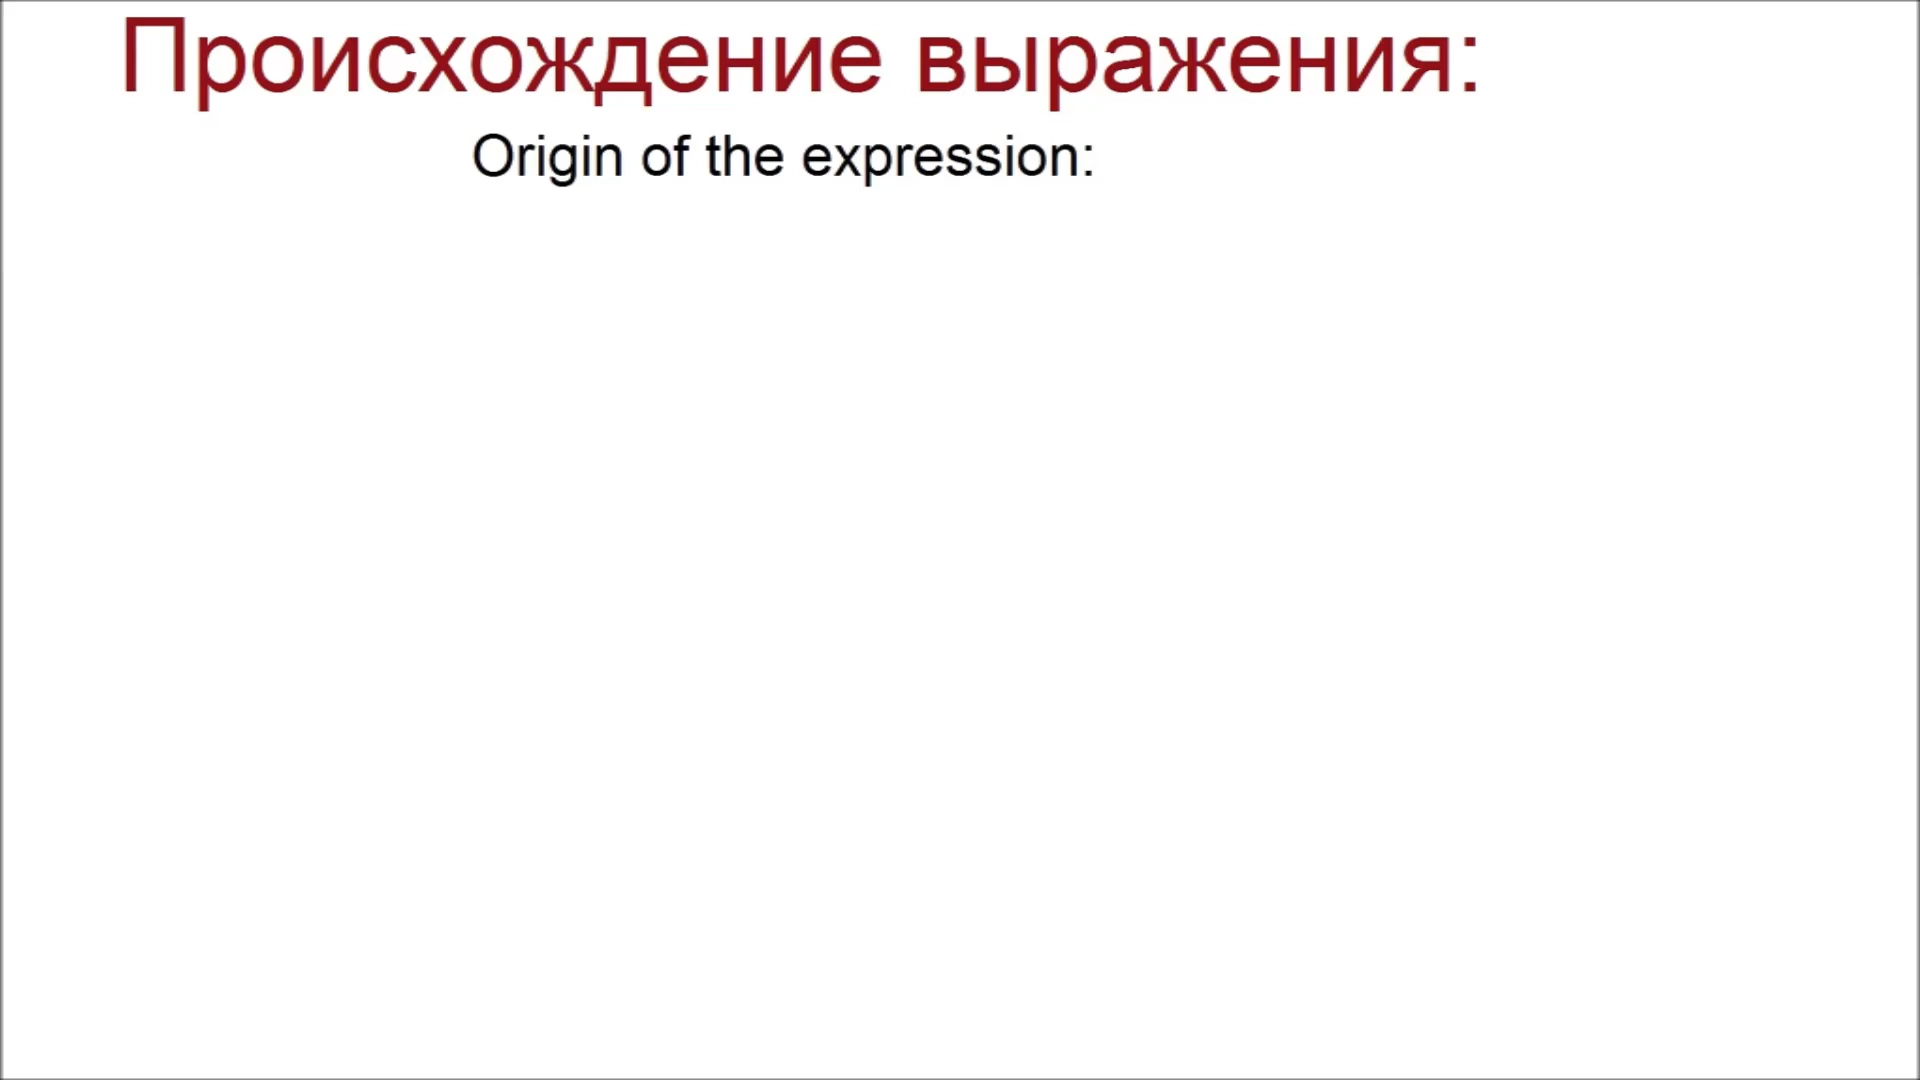 Происхождение выражения:
Origin of the expression: